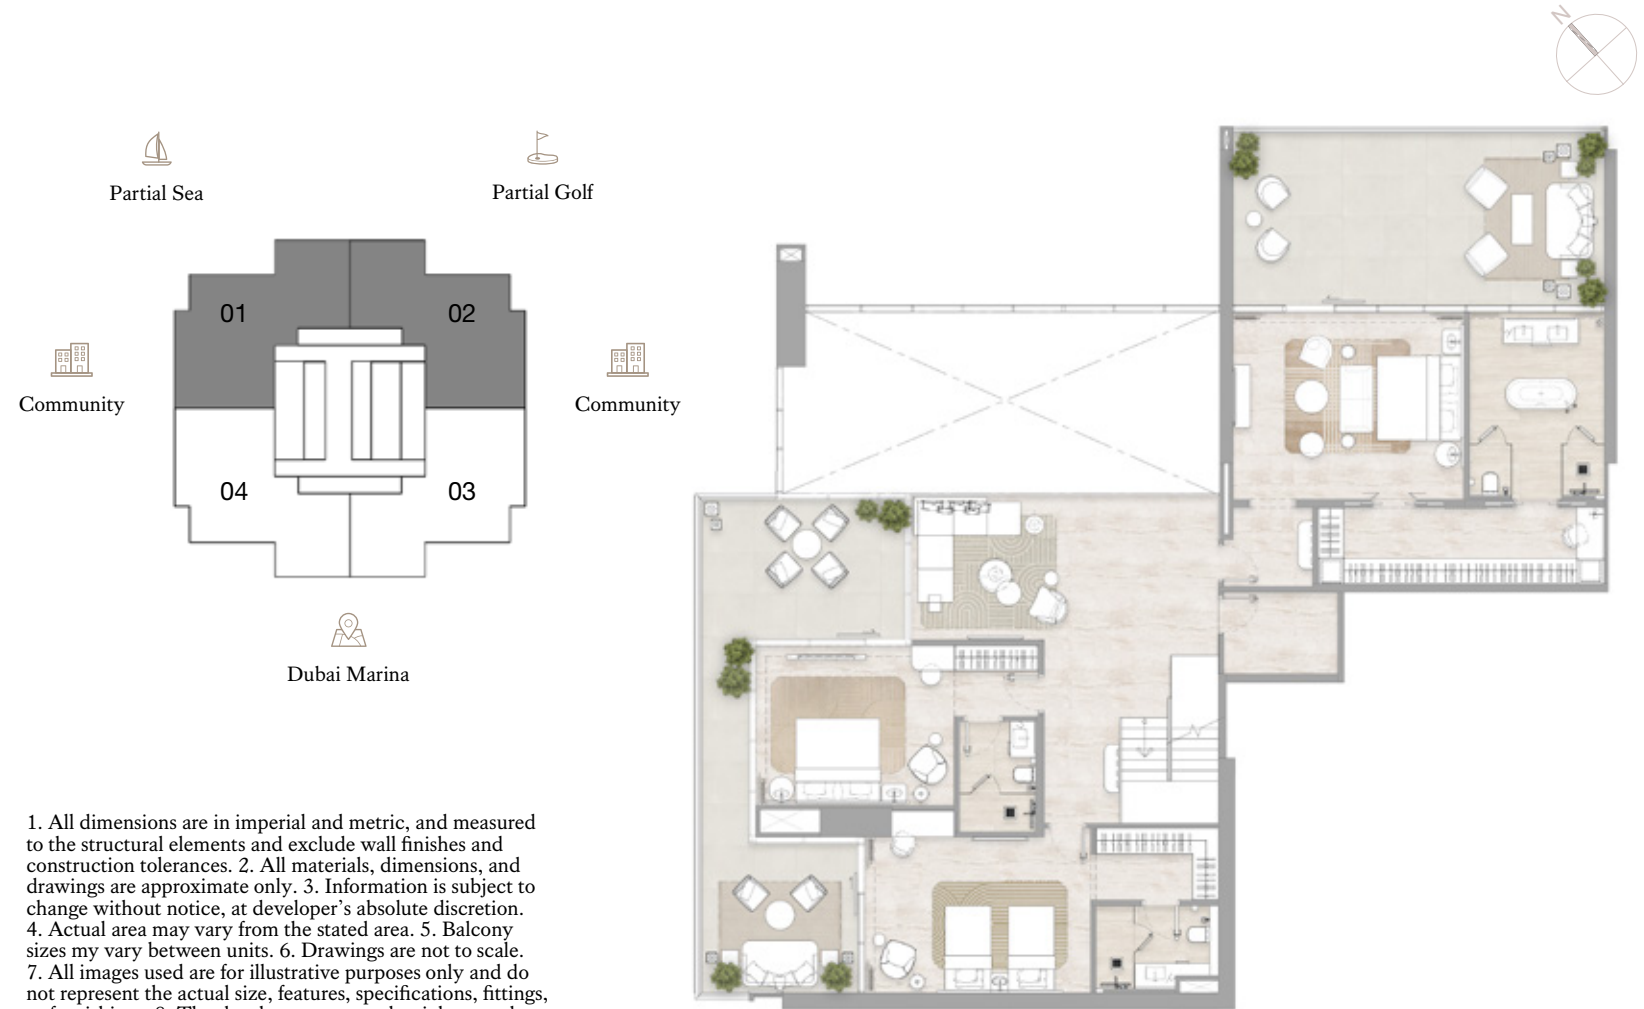 N
Partial Sea
Partial Golf
01
02
Community
Community
04
03
Dubai Marina
1. All dimensions are in imperial and metric, and measured
to the structural elements and exclude wall finishes and
construction tolerances. 2. All materials, dimensions, and
drawings are approximate only. 3. Information is subject to
change without notice, at developer's absolute discretion.
4. Actual area may vary from the stated area. 5. Balcony
sizes my vary between units. 6. Drawings are not to scale.
7. All images used are for illustrative purposes only and do
not represent the actual size, features, specifications, fittings,